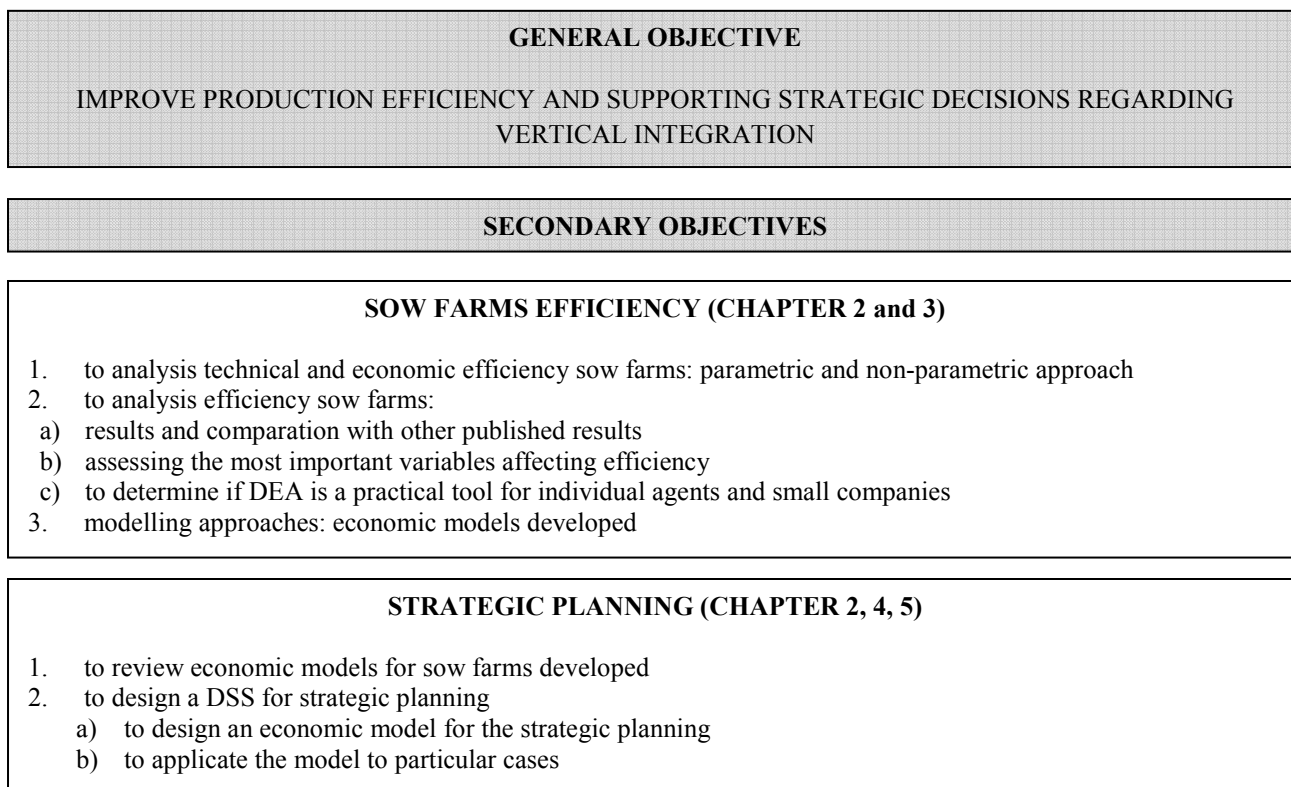 GENERAL OBJECTIVE
IMPROVE PRODUCTION EFFICIENCY AND SUPPORTING STRATEGIC DECISIONS REGARDING
VERTICAL INTEGRATION
SECONDARY OBJECTIVES
SOW FARMS EFFICIENCY (CHAPTER 2 and 3)
1. to analysis technical and economic efficiency sow farms: parametric and non-parametric approach
2. to analysis efficiency sow farms:
a) results and comparation with other published results
b) assessing the most important variables affecting efficiency
c) to determine if DEA is a practical tool for individual agents and small companies
3. modelling approaches: economic models developed
STRATEGIC PLANNING (CHAPTER 2, 4, 5)
1. to review economic models for sow farms developed
2. to design a DSS for strategic planning
a) to design an economic model for the strategic planning
b) to applicate the model to particular cases